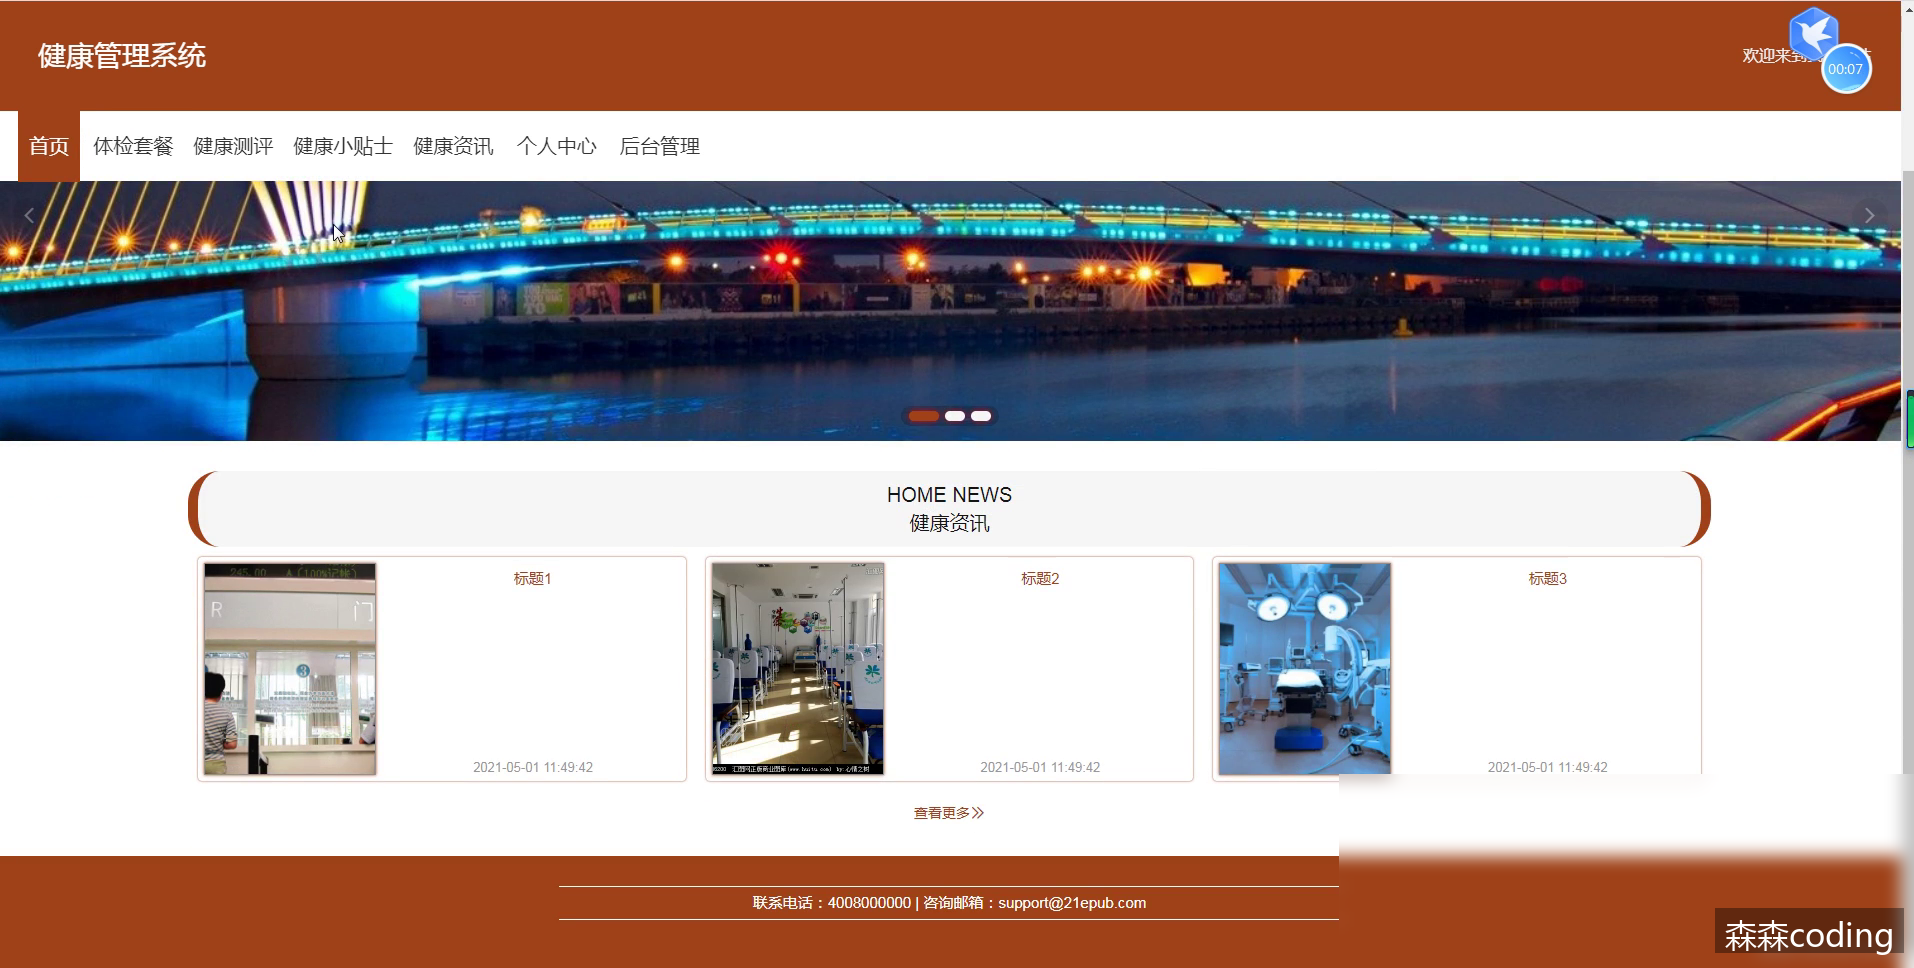 健康管理系统
欢迎来到
00:07
首页 体检套餐 健康测评 健康小贴士 健康资讯 个人中心 后台管理
HOME NEWS
健康资讯
标题1
2021-05-01 11:49:42
标题2
2021-05-01 11:49:42
标题3
2021-05-01 11:49:42
查看更多
联系电话：4008000000 | 咨询邮箱：support@21epub.com
森森coding